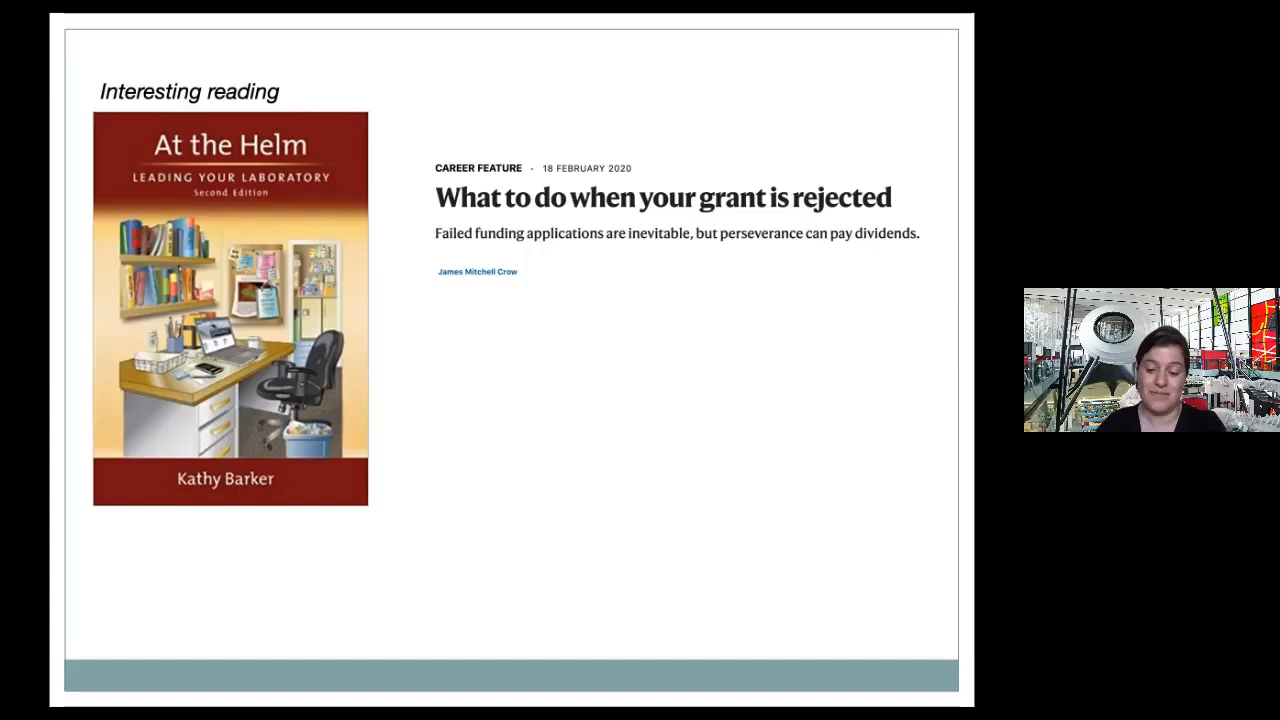 Interesting reading
At the Helm
LEADING YOUR LABORATORY
Second Edition
Kathy Barker
CAREER FEATURE · 18 FEBRUARY 2020
What to do when your grant is rejected
Failed funding applications are inevitable, but perseverance can pay dividends.
James Mitchell Crow